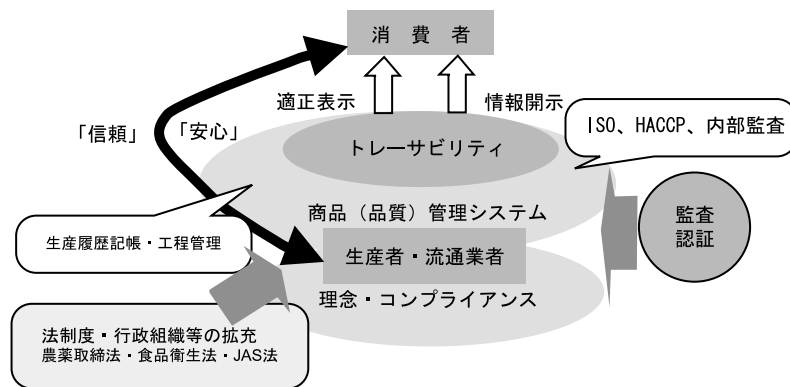 消　費　者
適正表示
情報開示
「信頼」
「安心」
ISO、HACCP、内部監査
トレーサビリティ
商品（品質）管理システム
監査
認証
生産履歴記帳・工程管理
生産者・流通業者
理念・コンプライアンス
法制度・行政組織等の拡充
農薬取締法・食品衛生法・JAS法